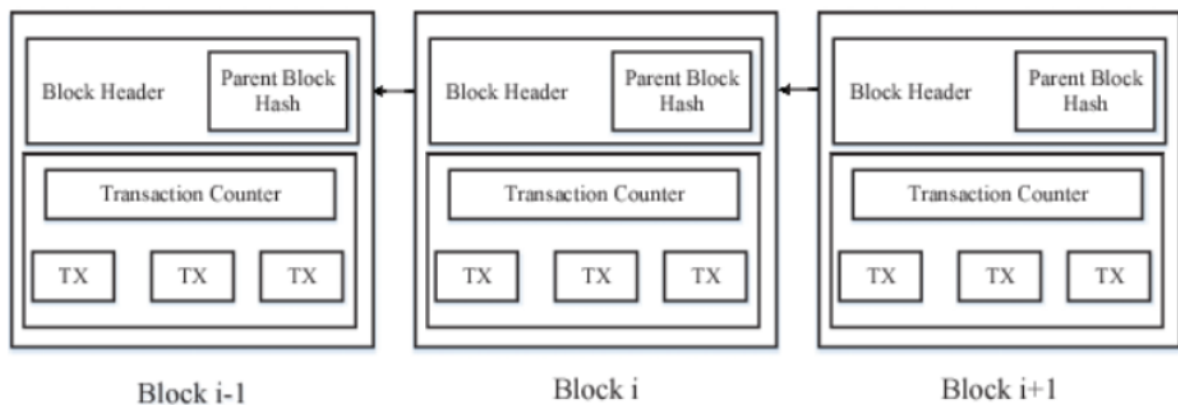 Block Header
Parent Block
Hash
Transaction Counter
TX TX TX
Block i-1
Block Header
Parent Block
Hash
Transaction Counter
TX TX TX
Block i
Block Header
Parent Block
Hash
Transaction Counter
TX TX TX
Block i+1